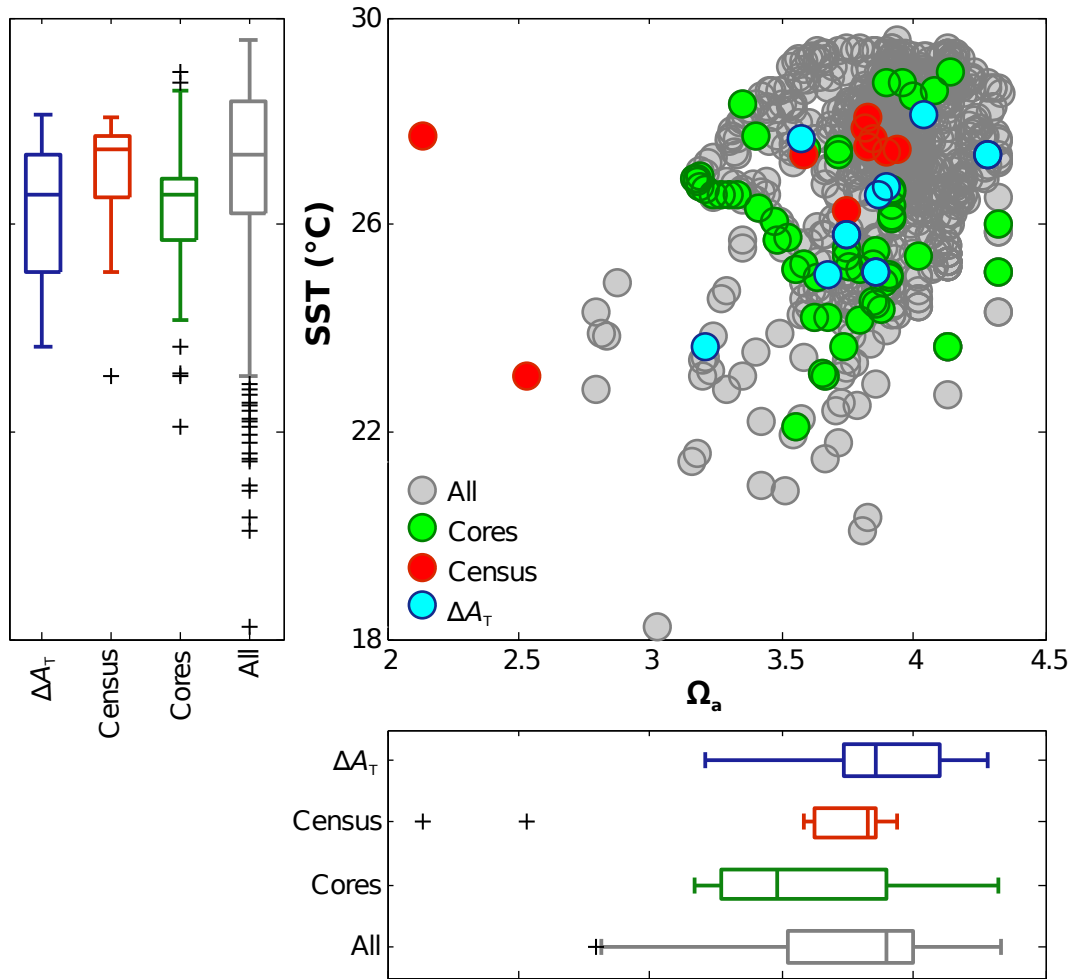 30
26
22
18
SST (°C)
2
2.5
3
3.5
4
4.5
Ωa
All
Cores
Census
ΔAT
ΔAT
Census
Cores
All
ΔAT
Census
Cores
All